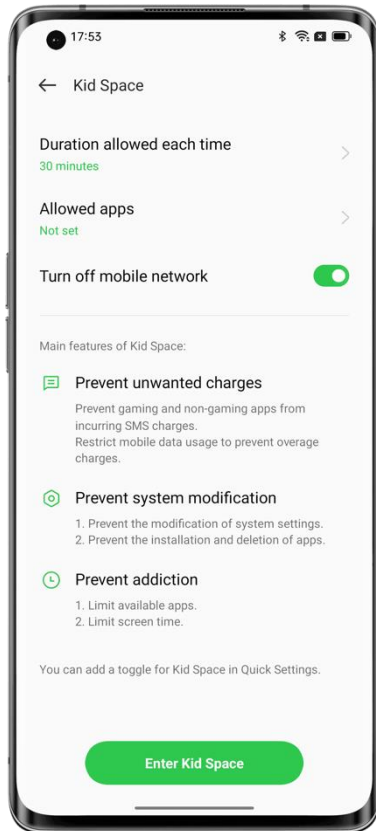 17:53
Kid Space
Duration allowed each time
30 minutes
Allowed apps
Not set
Turn off mobile network
Main features of Kid Space:
Prevent unwanted charges
Prevent gaming and non-gaming apps from
incurring SMS charges.
Restrict mobile data usage to prevent overage
charges.
Prevent system modification
1. Prevent the modification of system settings.
2. Prevent the installation and deletion of apps.
Prevent addiction
1. Limit available apps.
2. Limit screen time.
You can add a toggle for Kid Space in Quick Settings.
Enter Kid Space